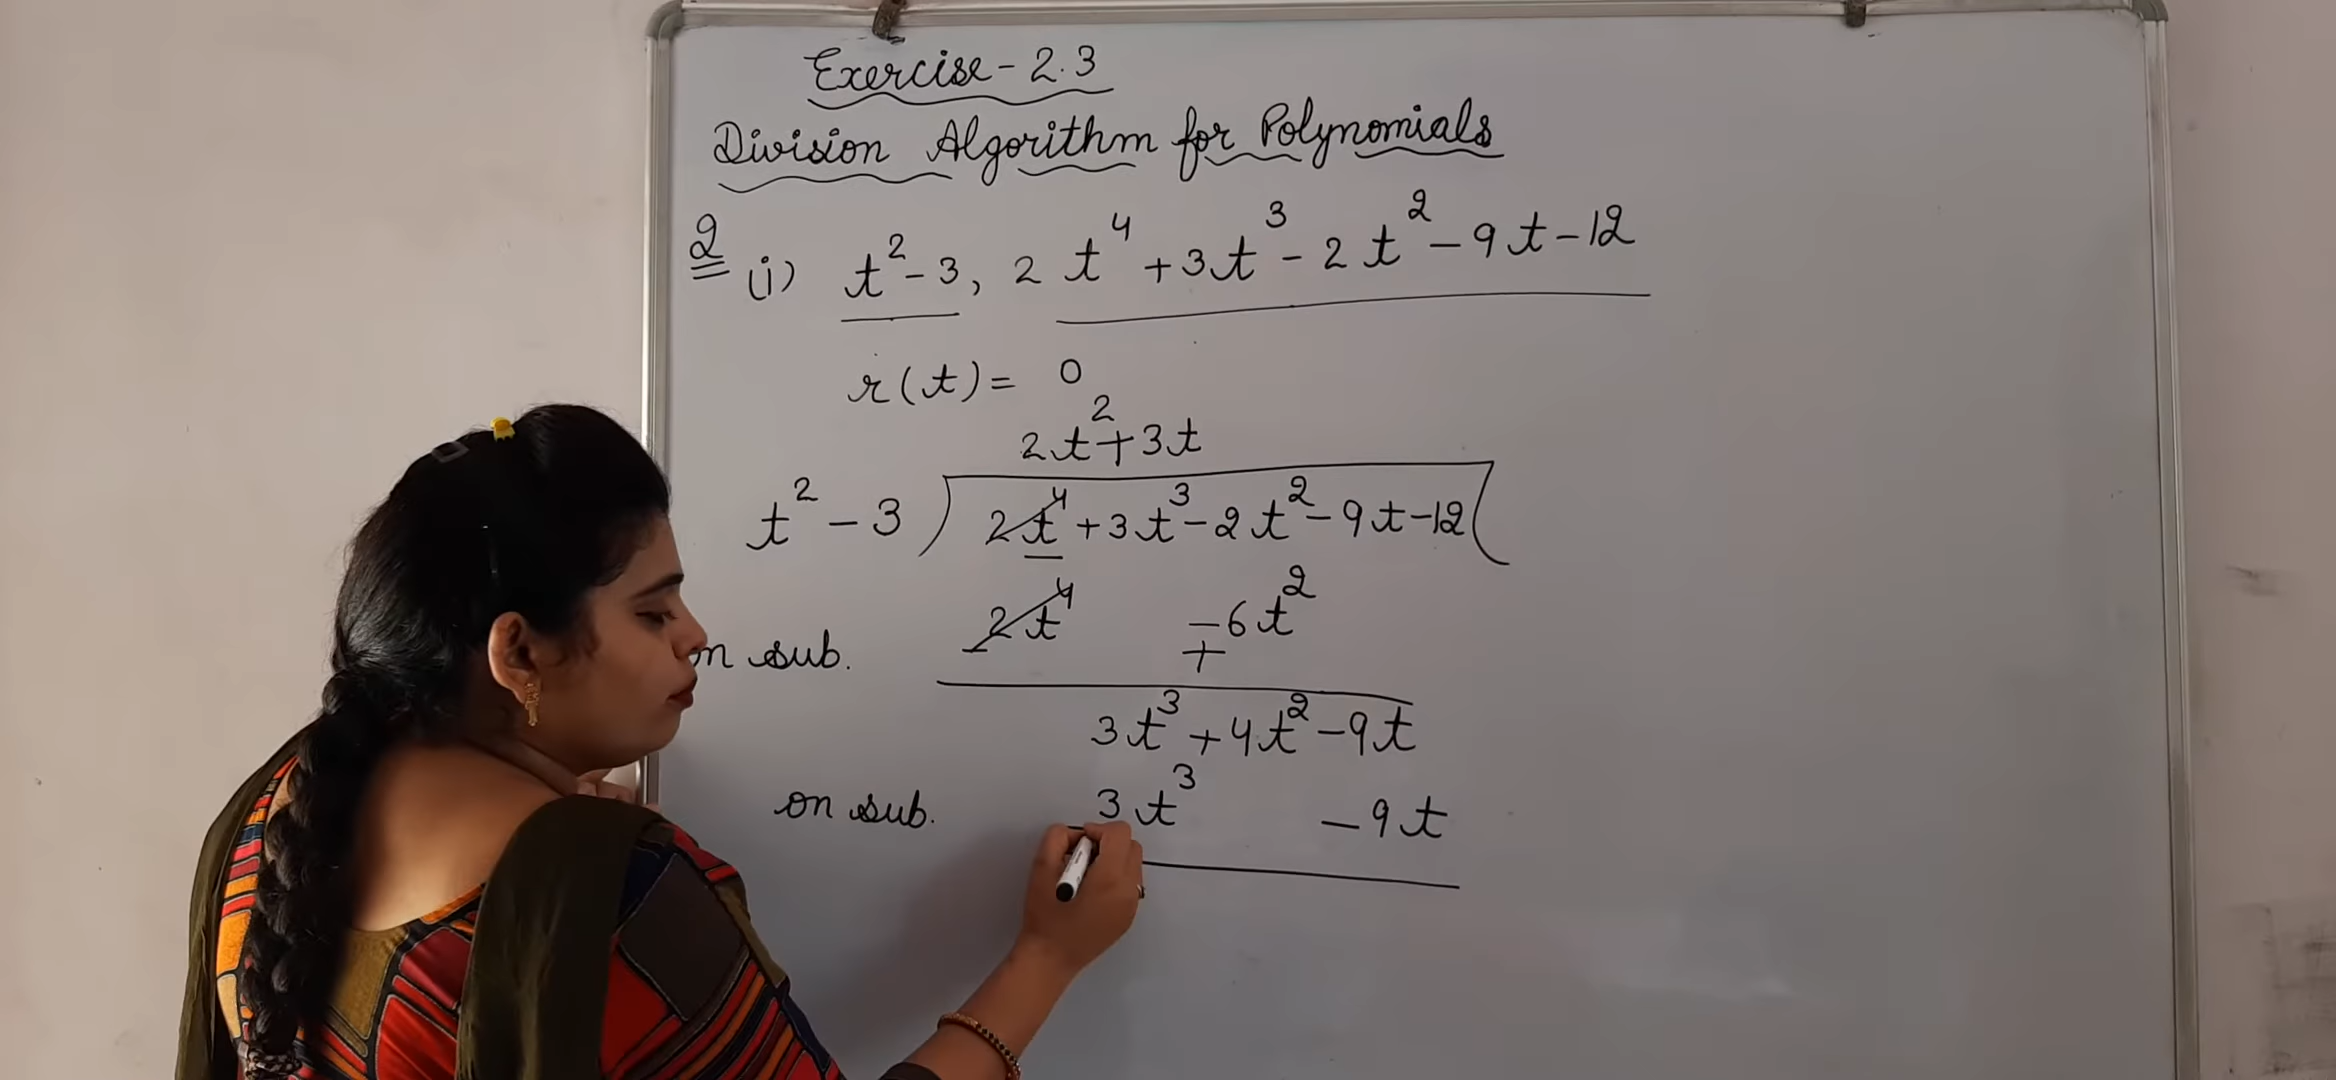 Exercise - 2.3
Division Algorithm for Polynomials
2 (i) t² - 3, 2t⁴ + 3t³ - 2t² - 9t - 12
r(t) = 0
2t² + 3t
t² - 3 ) 2t⁴ + 3t³ - 2t² - 9t - 12 (
2t⁴ - 6t²
on sub. - +
3t³ + 4t² - 9t
on sub. 3t³ - 9t
-